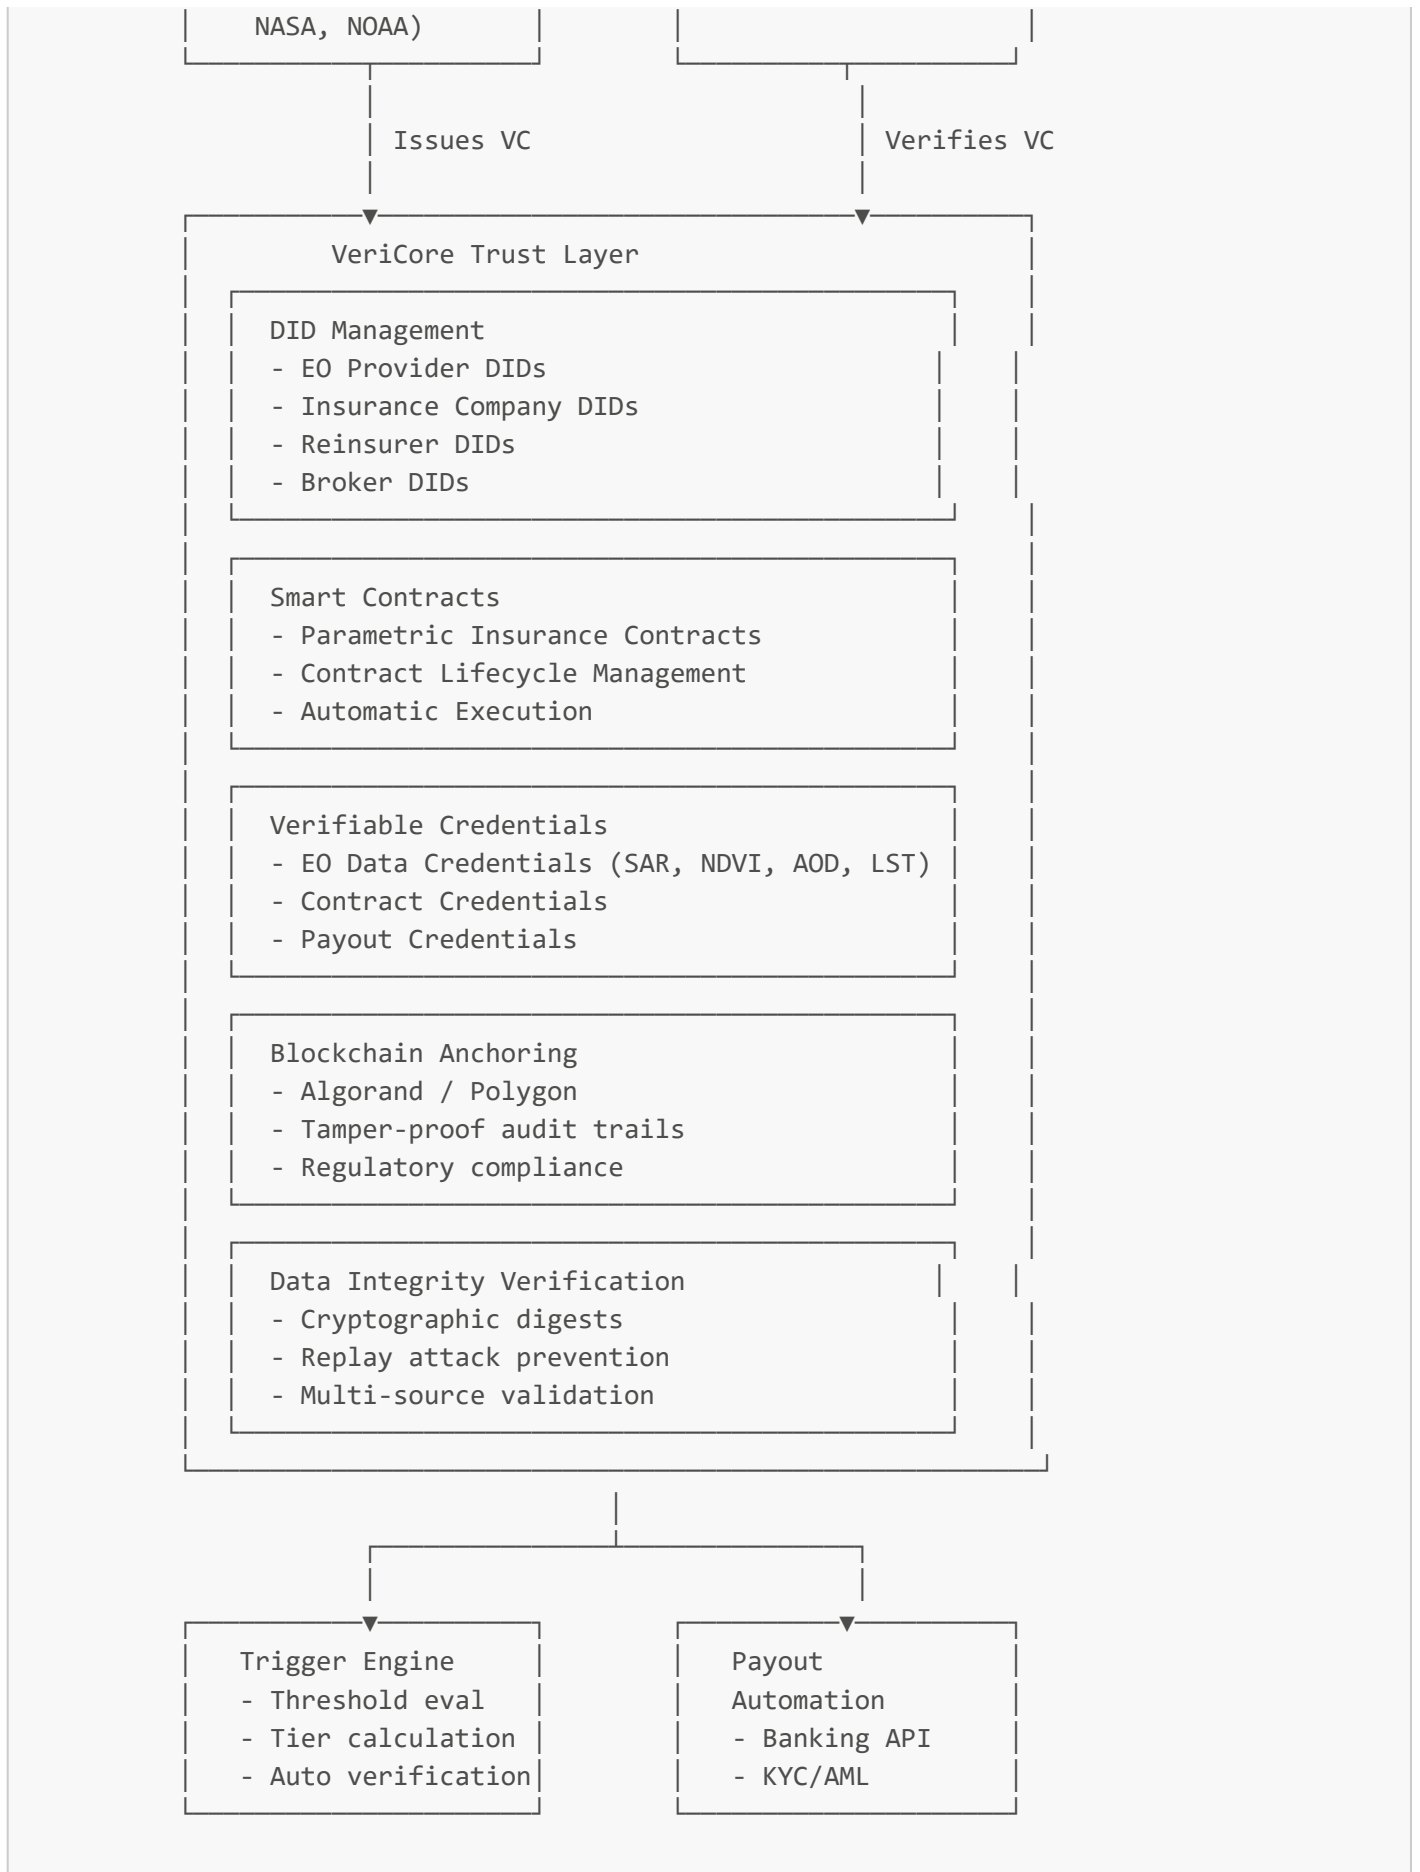 NASA, NOAA)
Issues VC Verifies VC
VeriCore Trust Layer
DID Management
- EO Provider DIDs
- Insurance Company DIDs
- Reinsurer DIDs
- Broker DIDs
Smart Contracts
- Parametric Insurance Contracts
- Contract Lifecycle Management
- Automatic Execution
Verifiable Credentials
- EO Data Credentials (SAR, NDVI, AOD, LST)
- Contract Credentials
- Payout Credentials
Blockchain Anchoring
- Algorand / Polygon
- Tamper-proof audit trails
- Regulatory compliance
Data Integrity Verification
- Cryptographic digests
- Replay attack prevention
- Multi-source validation
Trigger Engine
- Threshold eval
- Tier calculation
- Auto verification
Payout
Automation
- Banking API
- KYC/AML